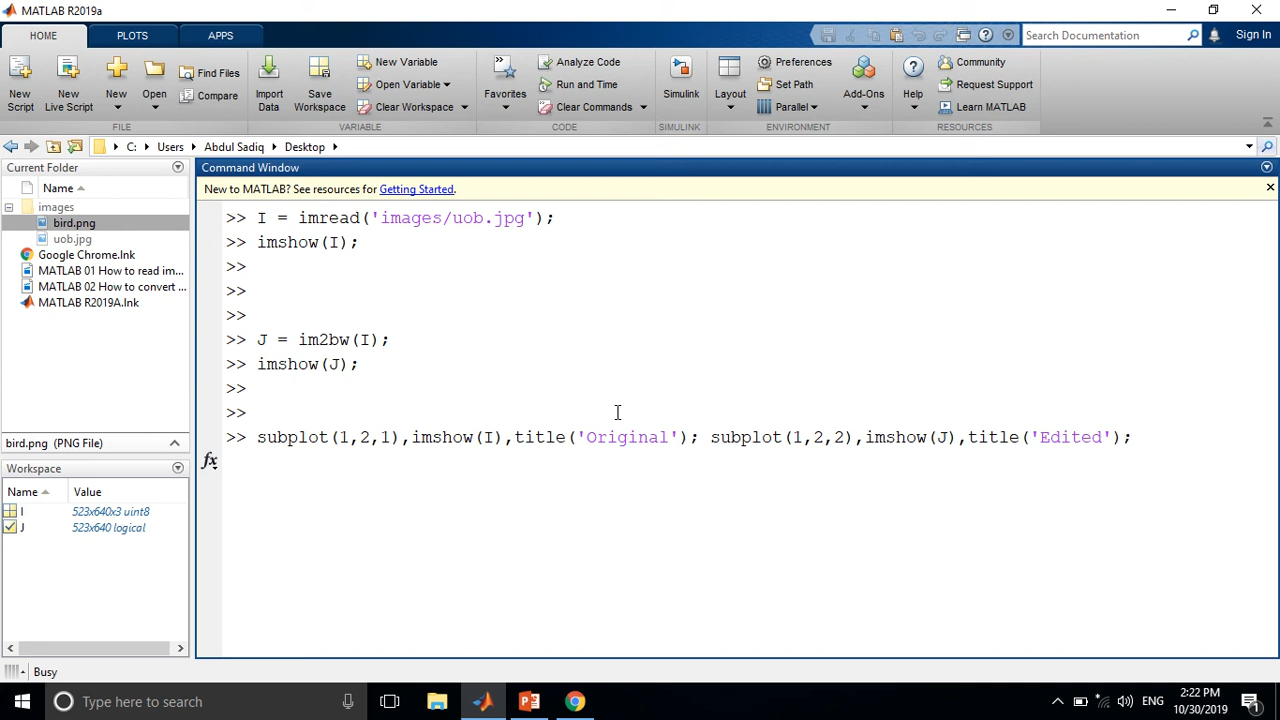 MATLAB R2019a
HOME PLOTS APPS Search Documentation Sign In
New Script
New Live Script
New
Open
Find Files
Compare
Import Data
Save Workspace
New Variable
Open Variable
Clear Workspace
Favorites
Analyze Code
Run and Time
Clear Commands
Simulink
Layout
Preferences
Set Path
Parallel
Add-Ons
Help
Community
Request Support
Learn MATLAB
FILE VARIABLE CODE SIMULINK ENVIRONMENT RESOURCES
C: Users Abdul Sadiq Desktop
Current Folder
Name
images
bird.png
uob.jpg
Google Chrome.lnk
MATLAB 01 How to read im...
MATLAB 02 How to convert ...
MATLAB R2019A.lnk
bird.png (PNG File)
Workspace
Name Value
I 523x640x3 uint8
J 523x640 logical
Command Window
New to MATLAB? See resources for Getting Started.
>> I = imread('images/uob.jpg');
>> imshow(I);
>>
>>
>>
>> J = im2bw(I);
>> imshow(J);
>>
>>
>> subplot(1,2,1),imshow(I),title('Original'); subplot(1,2,2),imshow(J),title('Edited');
fx
Busy
Type here to search
ENG
2:22 PM
10/30/2019
1